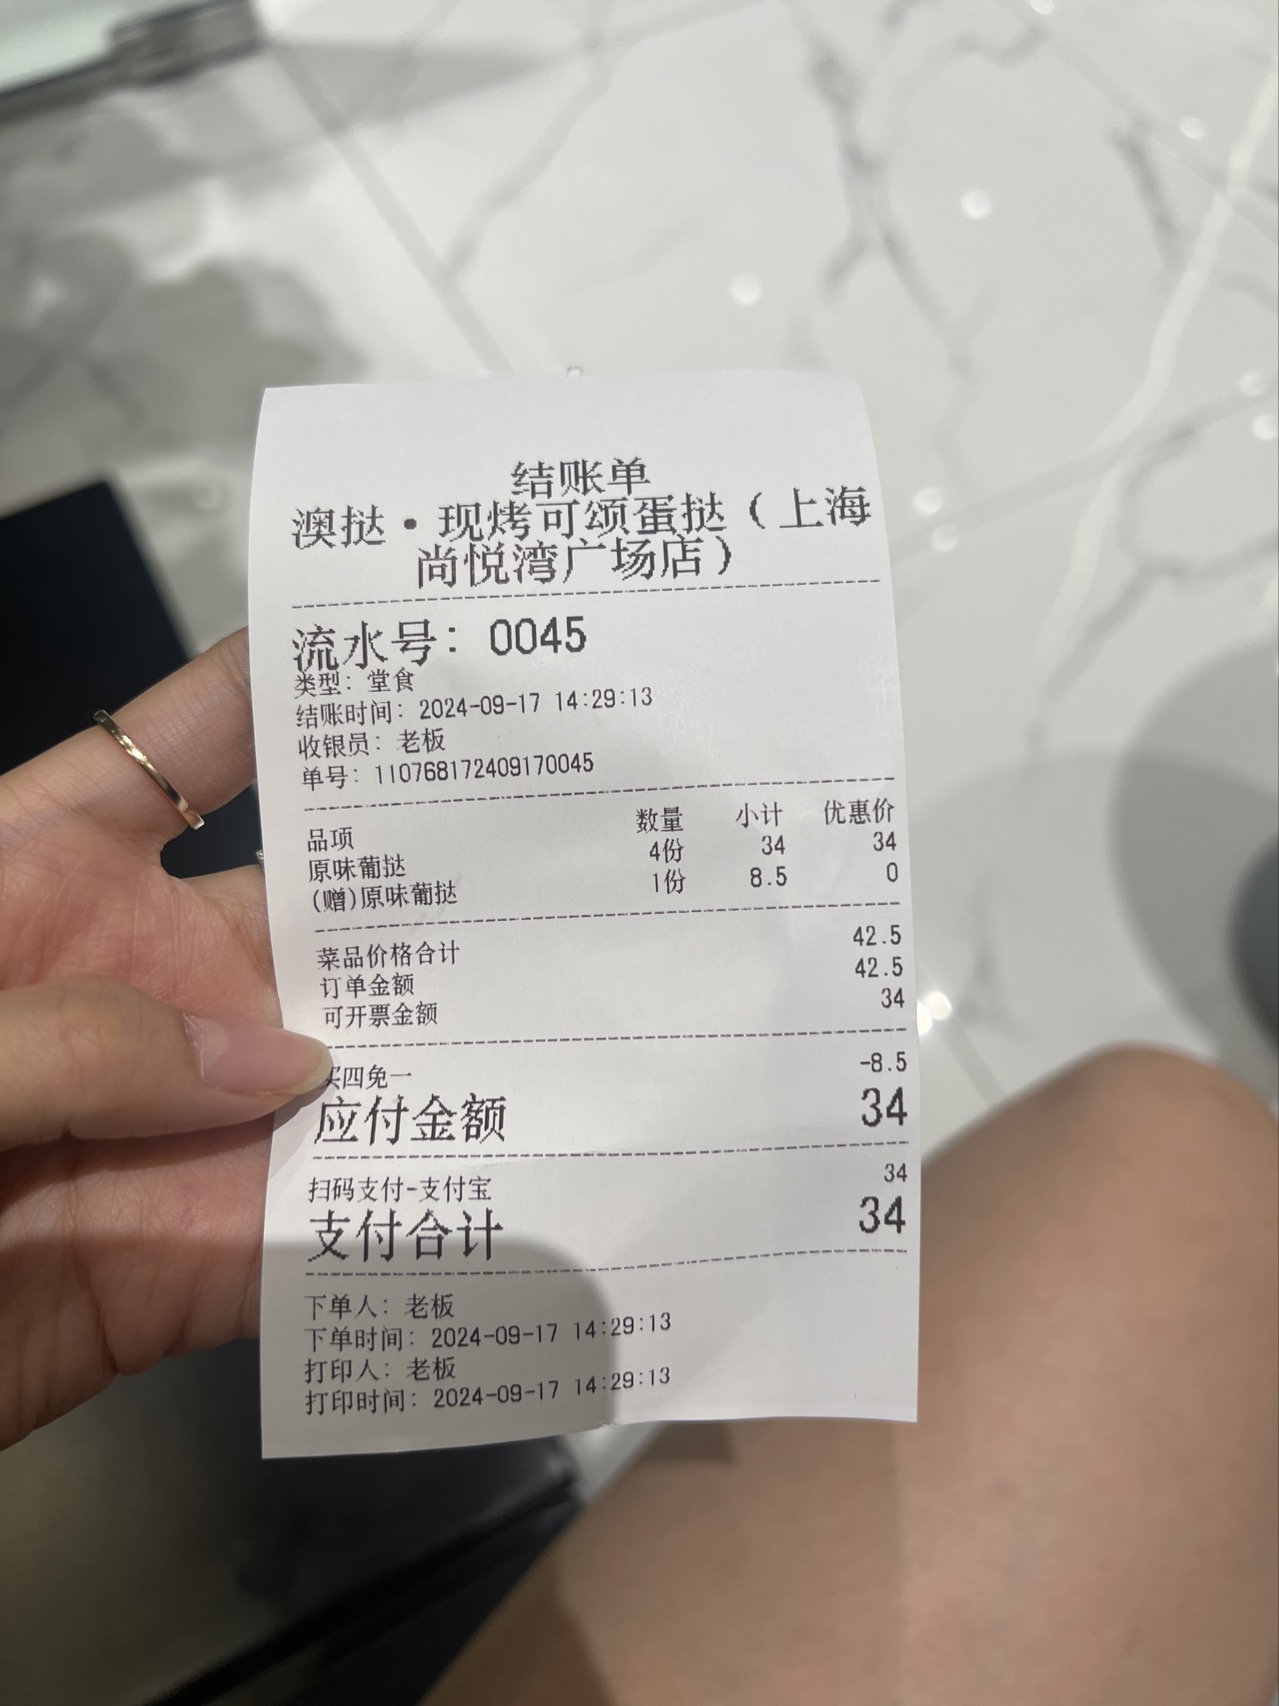 结账单
澳挞·现烤可颂蛋挞(上海
尚悦湾广场店)
流水号: 0045
类型: 堂食
结账时间: 2024-09-17 14:29:13
收银员: 老板
单号: 110768172409170045
品项 数量 小计 优惠价
原味葡挞 4份 34 34
(赠)原味葡挞 1份 8.5 0
菜品价格合计 42.5
订单金额 42.5
可开票金额 34
买四免一 -8.5
应付金额 34
扫码支付-支付宝 34
支付合计 34
下单人: 老板
下单时间: 2024-09-17 14:29:13
打印人: 老板
打印时间: 2024-09-17 14:29:13